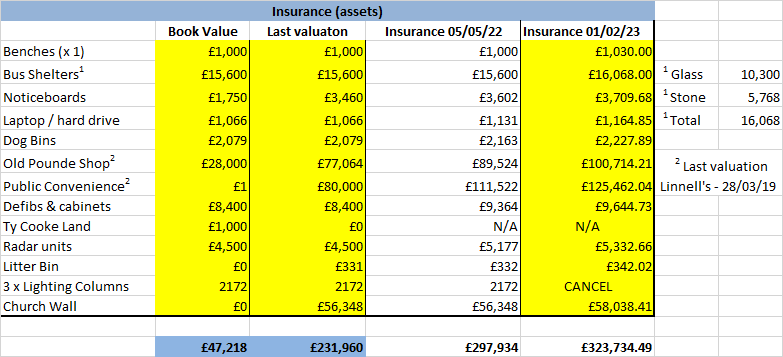 Insurance (assets)
Book Value Last valuaton Insurance 05/05/22 Insurance 01/02/23
Benches (x 1) £1,000 £1,000 £1,000 £1,030.00
Bus Shelters¹ £15,600 £15,600 £15,600 £16,068.00 ¹ Glass 10,300
Noticeboards £1,750 £3,460 £3,602 £3,709.68 ¹ Stone 5,768
Laptop / hard drive £1,066 £1,066 £1,131 £1,164.85 ¹ Total 16,068
Dog Bins £2,079 £2,079 £2,163 £2,227.89
Old Pounde Shop² £28,000 £77,064 £89,524 £100,714.21 ² Last valuation
Public Convenience² £1 £80,000 £111,522 £125,462.04 Linnell's - 28/03/19
Defibs & cabinets £8,400 £8,400 £9,364 £9,644.73
Ty Cooke Land £1,000 £0 N/A N/A
Radar units £4,500 £4,500 £5,177 £5,332.66
Litter Bin £0 £331 £332 £342.02
3 x Lighting Columns 2172 2172 2172 CANCEL
Church Wall £0 £56,348 £56,348 £58,038.41
£47,218 £231,960 £297,934 £323,734.49